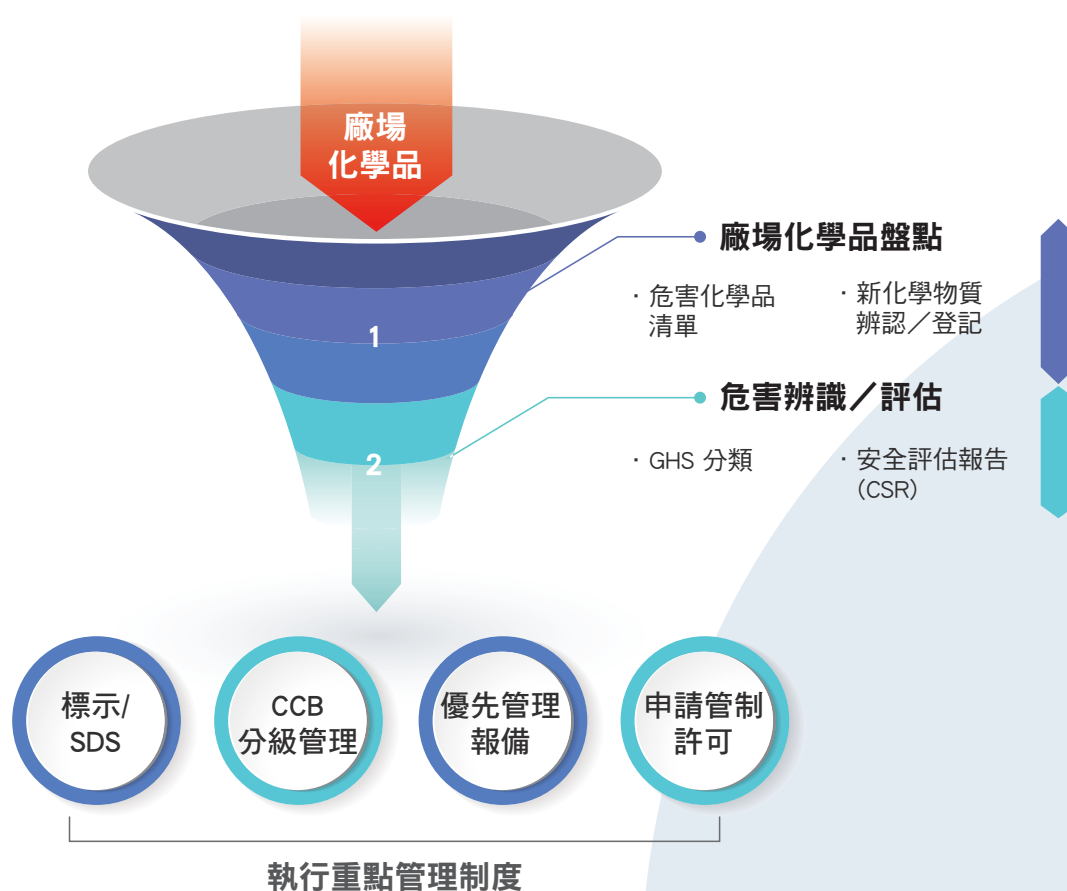 廠場
化學品
1
2
廠場化學品盤點
· 危害化學品
清單
· 新化學物質
辨認／登記
危害辨識／評估
· GHS 分類
· 安全評估報告
(CSR)
標示/
SDS
CCB
分級管理
優先管理
報備
申請管制
許可
執行重點管理制度